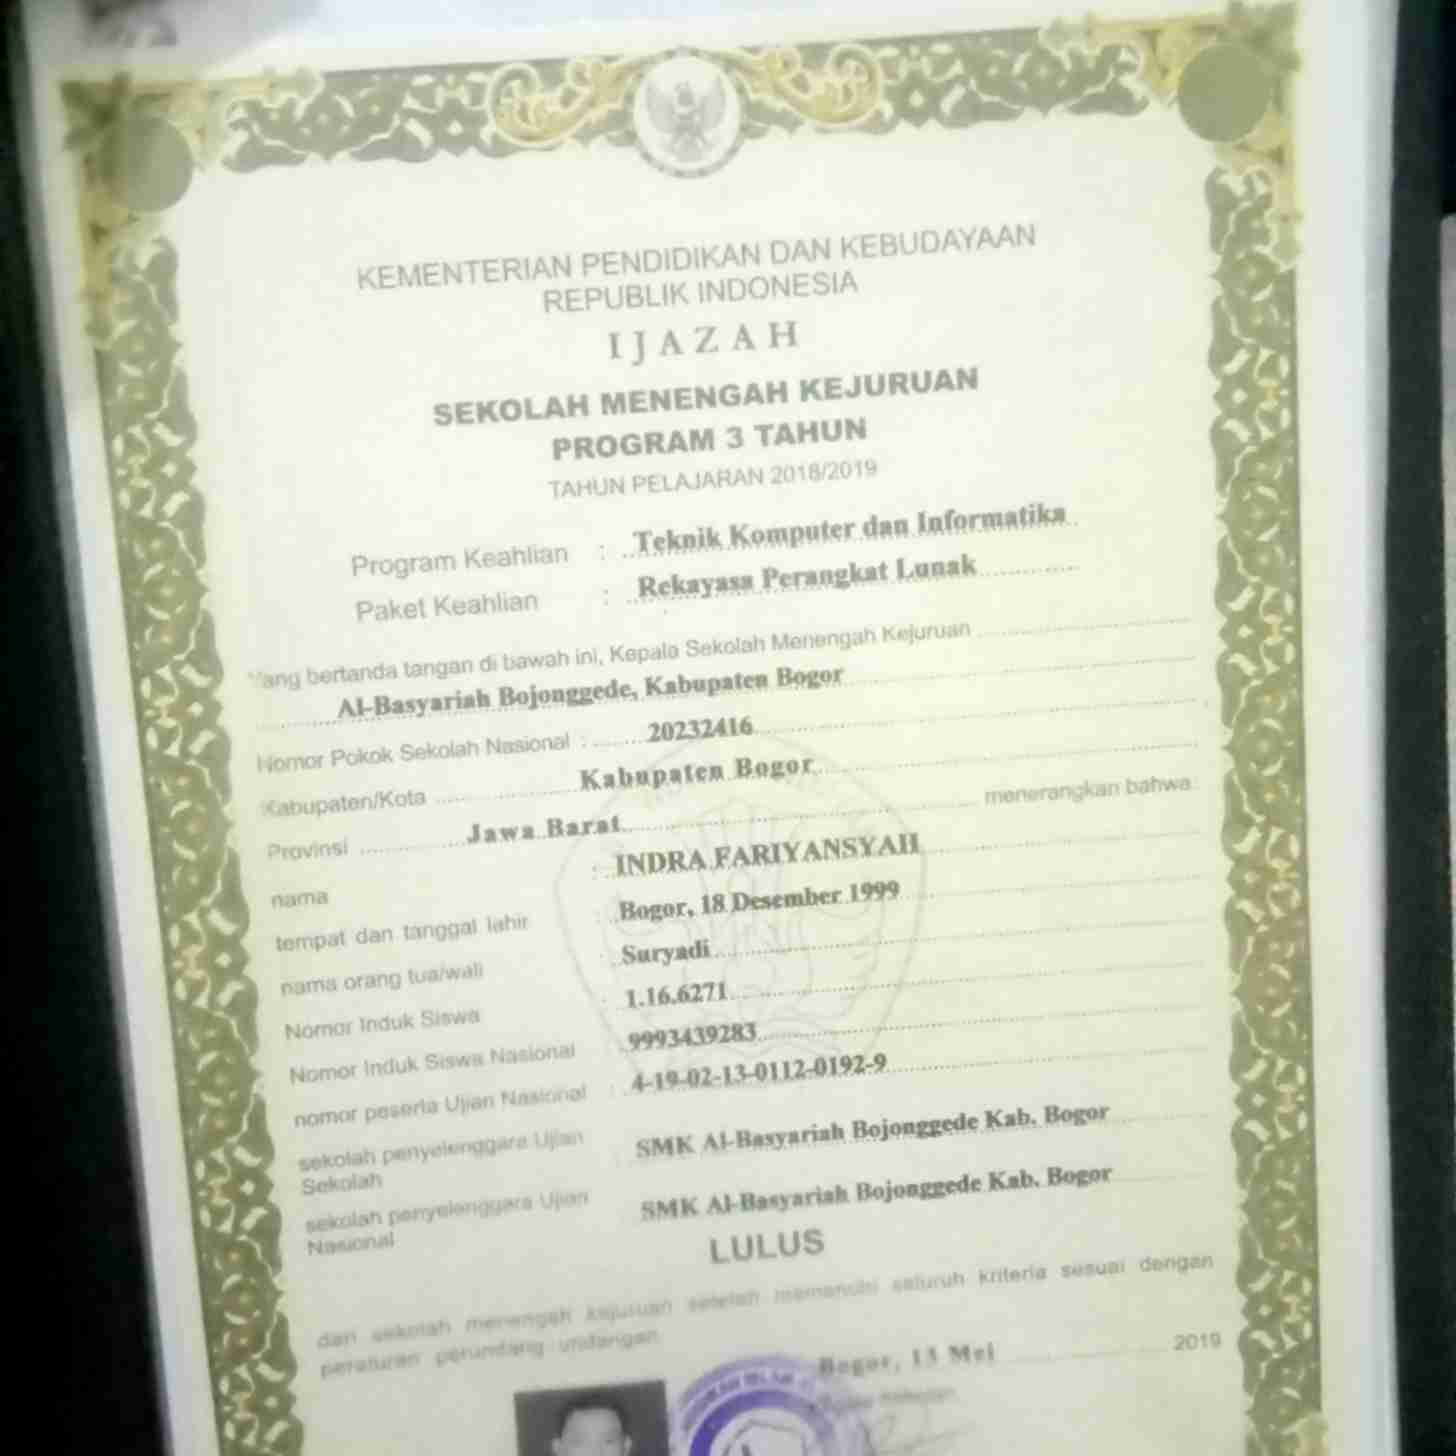 KEMENTERIAN PENDIDIKAN DAN KEBUDAYAAN
REPUBLIK INDONESIA
IJAZAH
SEKOLAH MENENGAH KEJURUAN
PROGRAM 3 TAHUN
TAHUN PELAJARAN 2018/2019
Program Keahlian : Teknik Komputer dan Informatika
Paket Keahlian : Rekayasa Perangkat Lunak
Yang bertanda tangan di bawah ini, Kepala Sekolah Menengah Kejuruan
Al-Basyariah Bojonggede, Kabupaten Bogor
Nomor Pokok Sekolah Nasional : 20232416
Kabupaten/Kota Kabupaten Bogor
Provinsi Jawa Barat menerangkan bahwa:
nama : INDRA FARIYANSYAH
tempat dan tanggal lahir : Bogor, 18 Desember 1999
nama orang tua/wali : Suryadi
Nomor Induk Siswa : 1.16.6271
Nomor Induk Siswa Nasional : 9993439283
nomor peserta Ujian Nasional : 4-19-02-13-0112-0192-9
sekolah penyelenggara Ujian Sekolah : SMK Al-Basyariah Bojonggede Kab. Bogor
sekolah penyelenggara Ujian Nasional : SMK Al-Basyariah Bojonggede Kab. Bogor
LULUS
dari sekolah menengah kejuruan setelah memenuhi seluruh kriteria sesuai dengan
peraturan perundang undangan
Bogor, 13 Mei 2019